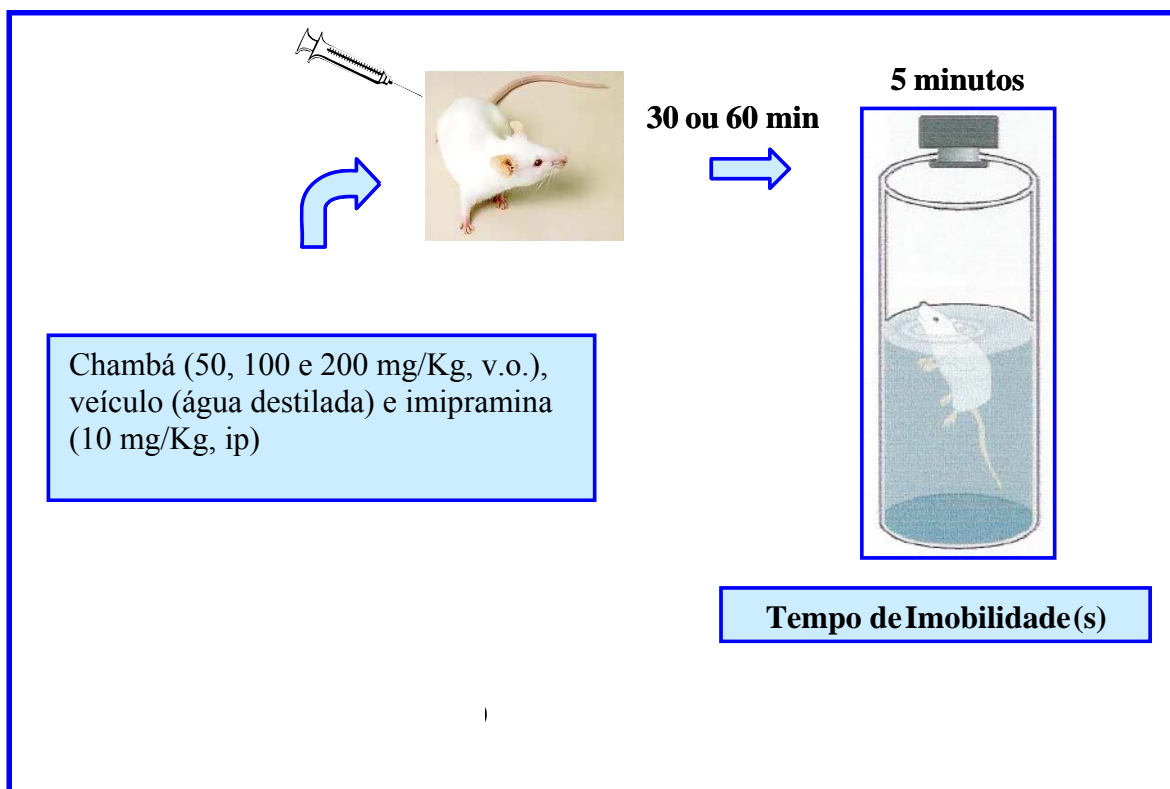 5 minutos
30 ou 60 min
Chambá (50, 100 e 200 mg/Kg, v.o.),
veículo (água destilada) e imipramina
(10 mg/Kg, ip)
Tempo de Imobilidade (s)
)